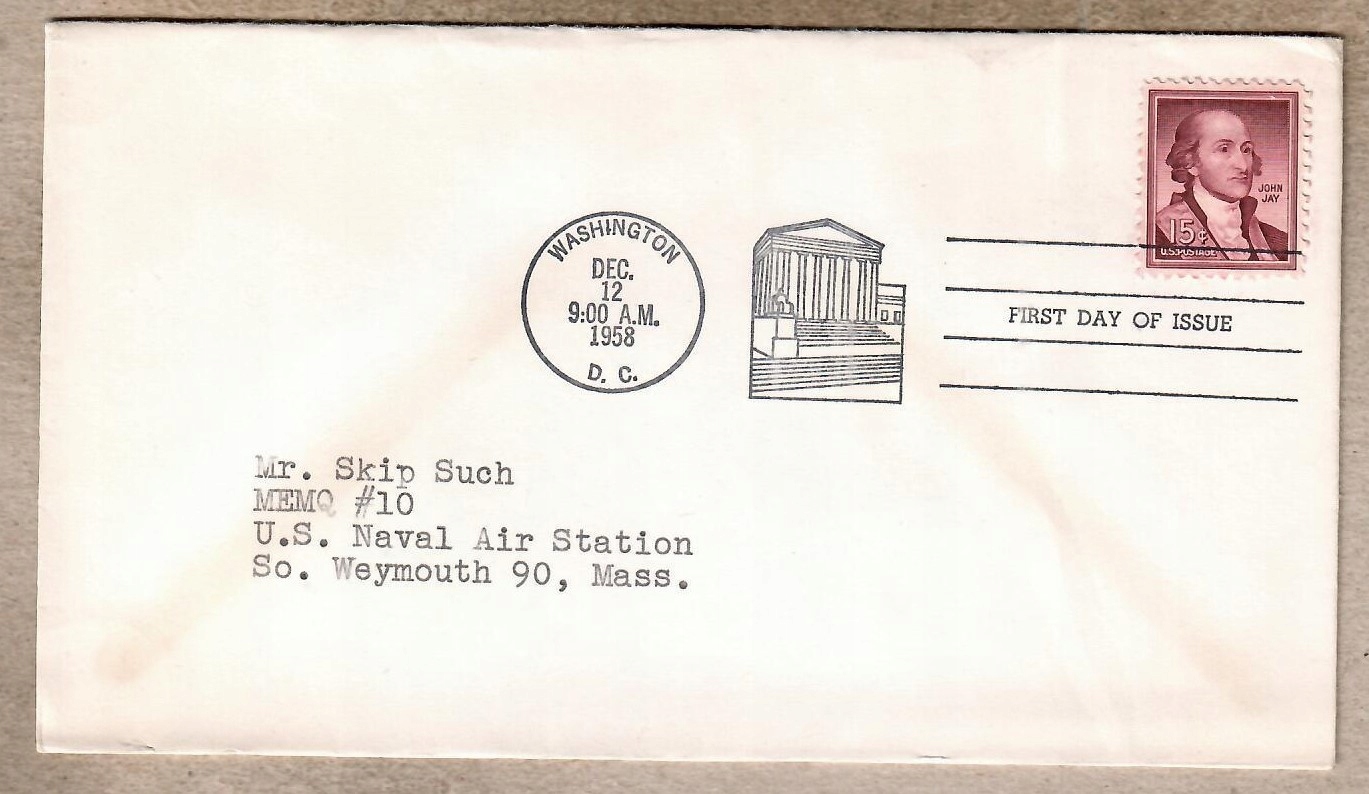 JOHN
JAY
15¢
U.S. POSTAGE
WASHINGTON
DEC.
12
9:00 A.M.
1958
D. C.
FIRST DAY OF ISSUE
Mr. Skip Such
MEMQ #10
U.S. Naval Air Station
So. Weymouth 90, Mass.